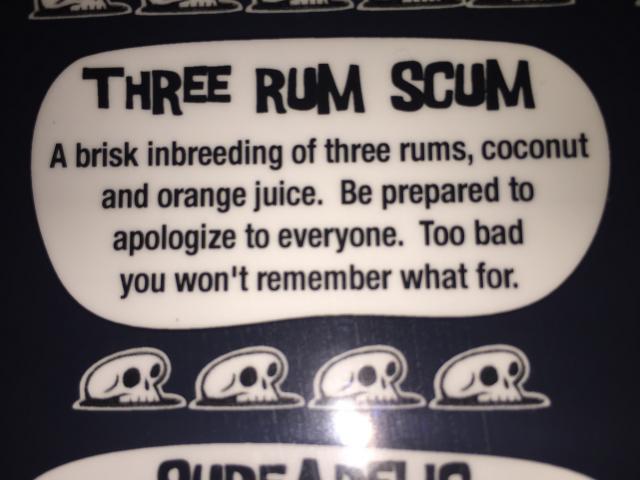 THREE RUM SCUM
A brisk inbreeding of three rums, coconut
and orange juice. Be prepared to
apologize to everyone. Too bad
you won't remember what for.